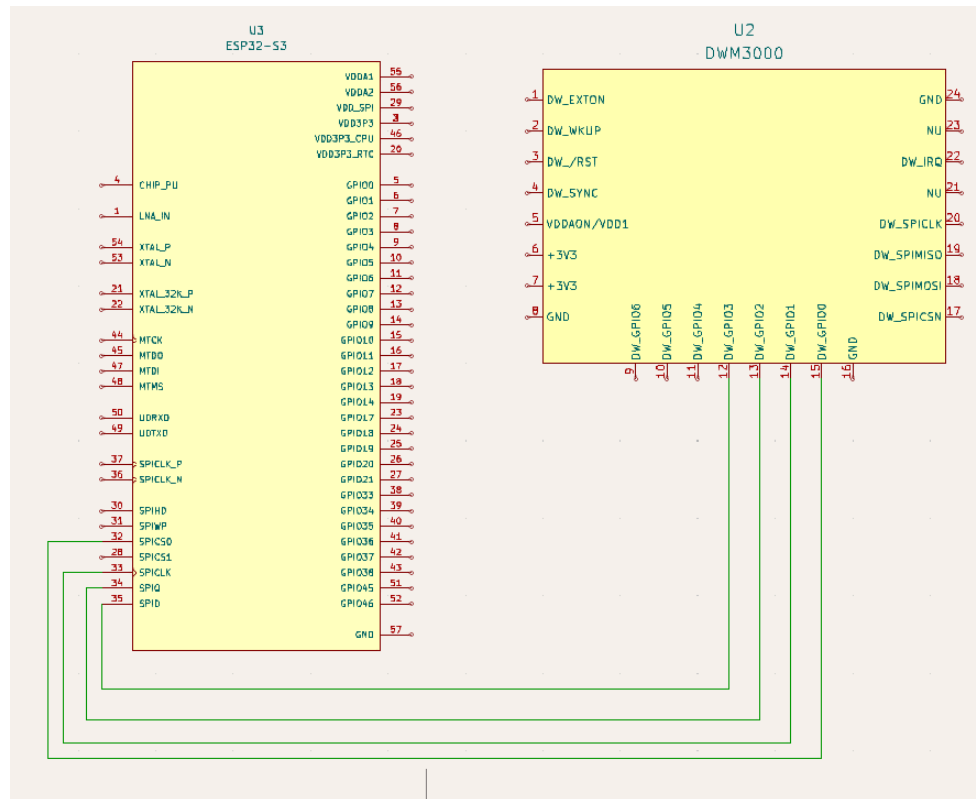 U3
ESP32-S3
VDDA1 55
VDDA2 56
VDD_SPI 29
VDD3P3
VDD3P3_CPU 46
VDD3P3_RTC 20
4 CHIP_PU
1 LNA_IN
54 XTAL_P
53 XTAL_N
21 XTAL_32K_P
22 XTAL_32K_N
44 MTCK
45 MTDO
47 MTDI
48 MTMS
50 U0RXD
49 U0TXD
37 SPICLK_P
36 SPICLK_N
30 SPIHD
31 SPIWP
32 SPICS0
28 SPICS1
33 SPICLK
34 SPIQ
35 SPID
GPIO0 5
GPIO1 6
GPIO2 7
GPIO3 8
GPIO4 9
GPIO5 10
GPIO6 11
GPIO7 12
GPIO8 13
GPIO9 14
GPIO10 15
GPIO11 16
GPIO12 17
GPIO13 18
GPIO14 19
GPIO17 23
GPIO18 24
GPIO19 25
GPIO20 26
GPIO21 27
GPIO33 38
GPIO34 39
GPIO35 40
GPIO36 41
GPIO37 42
GPIO38 43
GPIO45 51
GPIO46 52
GND 57
U2
DWM3000
1 DW_EXTON
2 DW_WKUP
3 DW_/RST
4 DW_SYNC
5 VDDAON/VDD1
6 +3V3
7 +3V3
8 GND
9 DW_GPIO6
10 DW_GPIO5
11 DW_GPIO4
12 DW_GPIO3
13 DW_GPIO2
14 DW_GPIO1
15 DW_GPIO0
16 GND
GND 24
NU 23
DW_IRQ 22
NU 21
DW_SPICLK 20
DW_SPIMISO 19
DW_SPIMOSI 18
DW_SPICSN 17